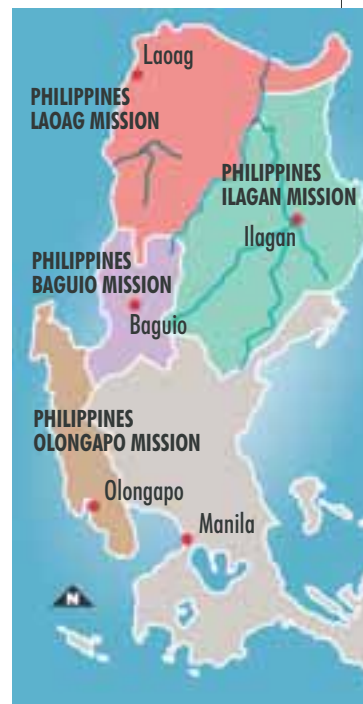 Laoag
PHILIPPINES
LAOAG MISSION
PHILIPPINES
ILAGAN MISSION
Ilagan
PHILIPPINES
BAGUIO MISSION
Baguio
PHILIPPINES
OLONGAPO MISSION
Olongapo
Manila
N